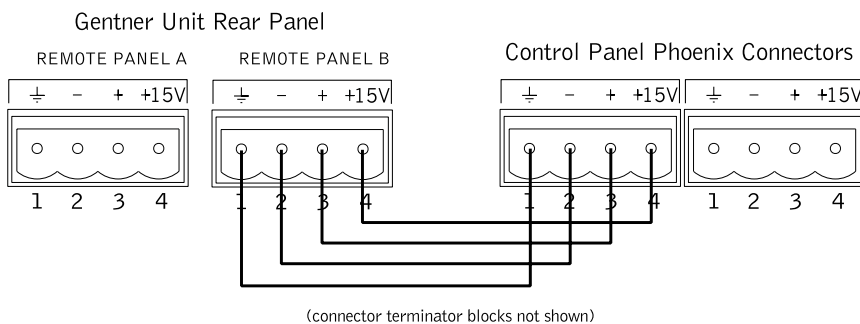 Gentner Unit Rear Panel
REMOTE PANEL A
REMOTE PANEL B
Control Panel Phoenix Connectors
- + +15V
- + +15V
- + +15V
- + +15V
1 2 3 4
1 2 3 4
1 2 3 4
1 2 3 4
(connector terminator blocks not shown)